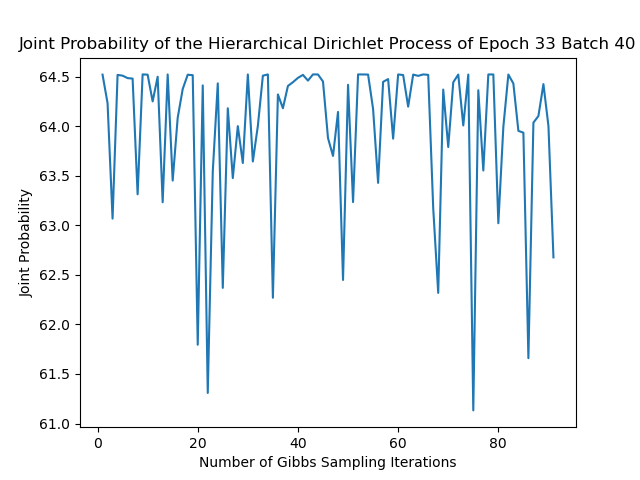 Joint Probability of the Hierarchical Dirichlet Process of Epoch 33 Batch 40
64.5
64.0
63.5
63.0
62.5
62.0
61.5
61.0
Joint Probability
0 20 40 60 80
Number of Gibbs Sampling Iterations